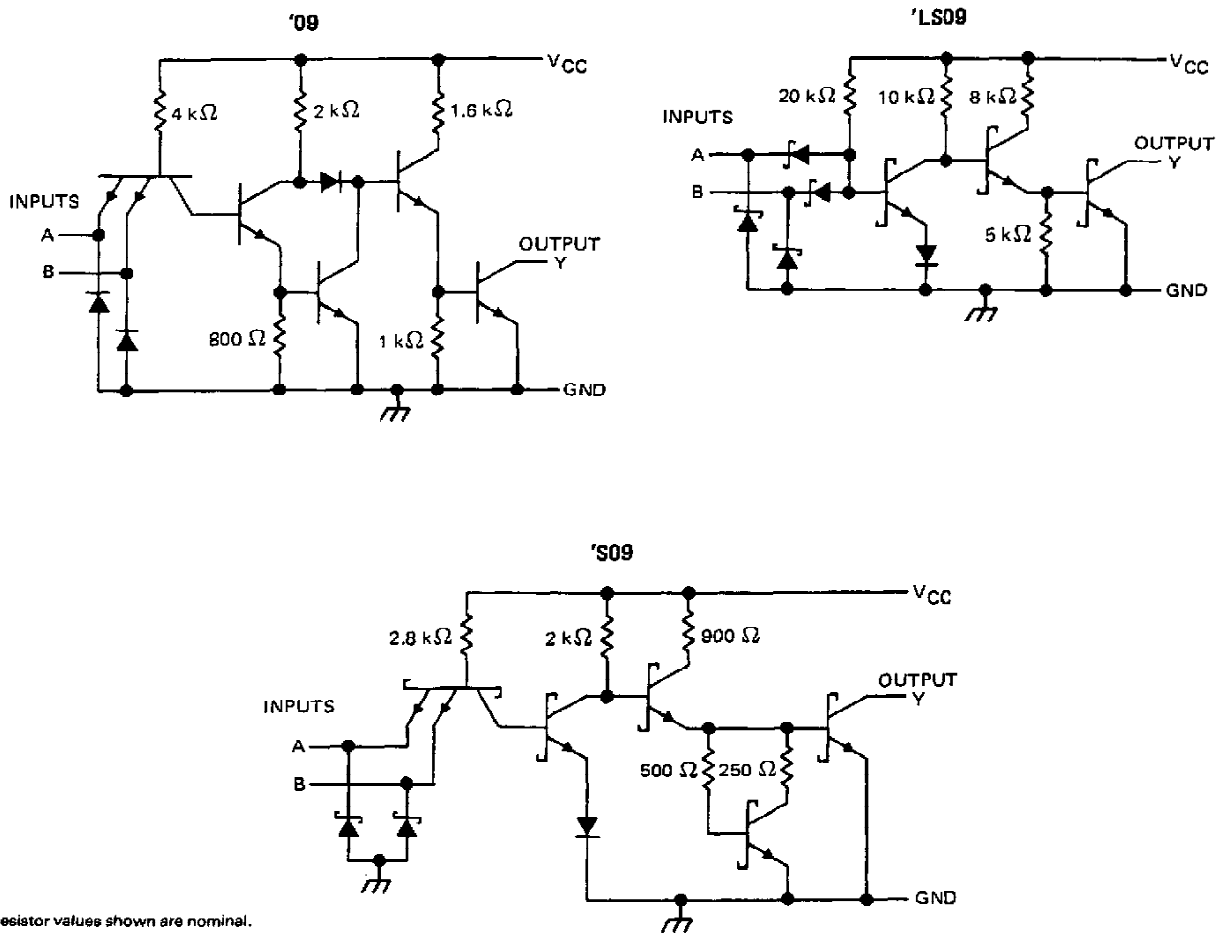 '09
VCC
4 kΩ
2 kΩ
1.6 kΩ
INPUTS
A
B
OUTPUT
Y
800 Ω
1 kΩ
GND
'LS09
VCC
20 kΩ
10 kΩ
8 kΩ
INPUTS
A
B
OUTPUT
Y
5 kΩ
GND
'S09
VCC
2.8 kΩ
2 kΩ
900 Ω
INPUTS
A
B
OUTPUT
Y
500 Ω
250 Ω
GND
esistor values shown are nominal.